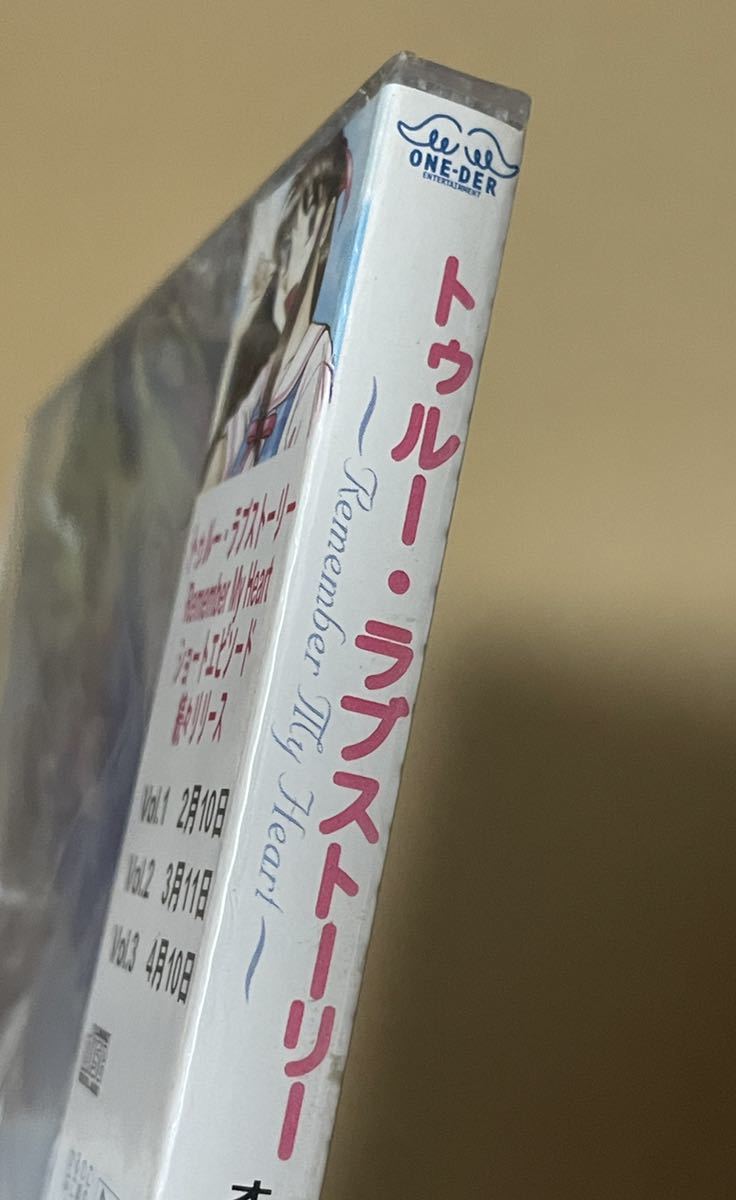 ONE-DER
ENTERTAINMENT
トゥルー・ラブストーリー
～Remember My Heart～
トゥルー・ラブストーリー
Remember My Heart
ショートエピソード
続々リリース
Vol.1 2月10日
Vol.2 3月11日
Vol.3 4月10日